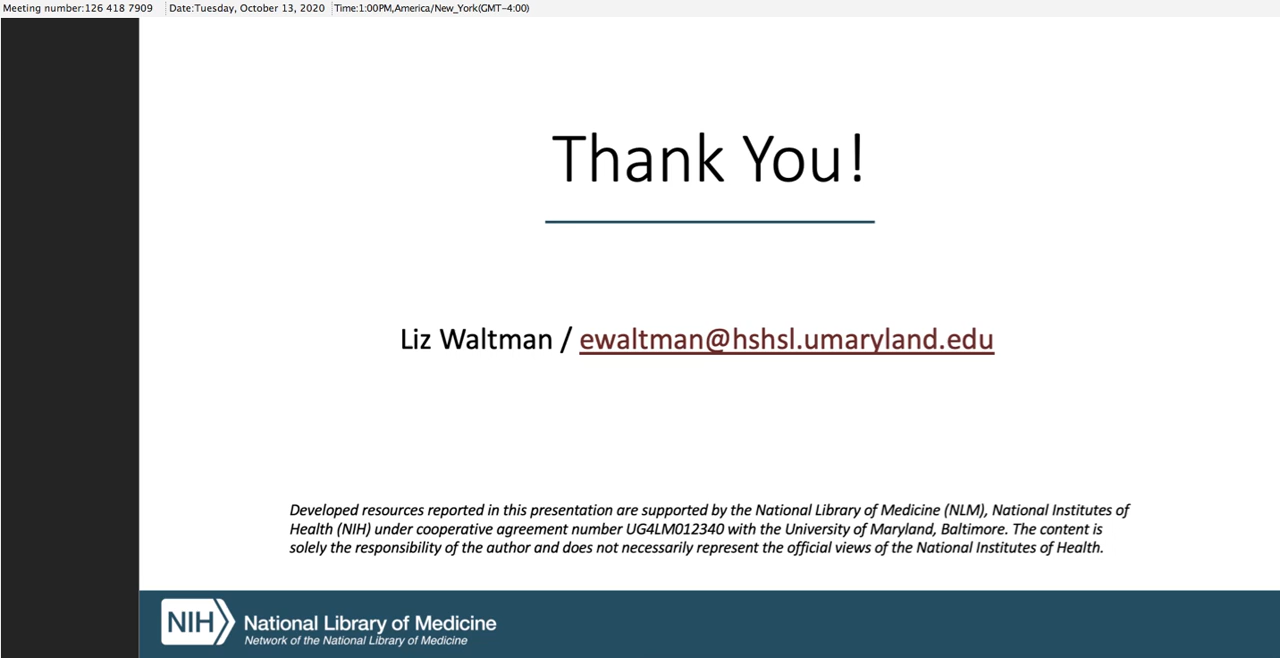 Meeting number:126 418 7909 Date:Tuesday, October 13, 2020 Time:1:00PM,America/New_York(GMT-4:00)
Thank You!
Liz Waltman / ewaltman@hshsl.umaryland.edu
Developed resources reported in this presentation are supported by the National Library of Medicine (NLM), National Institutes of
Health (NIH) under cooperative agreement number UG4LM012340 with the University of Maryland, Baltimore. The content is
solely the responsibility of the author and does not necessarily represent the official views of the National Institutes of Health.
NIH National Library of Medicine
Network of the National Library of Medicine